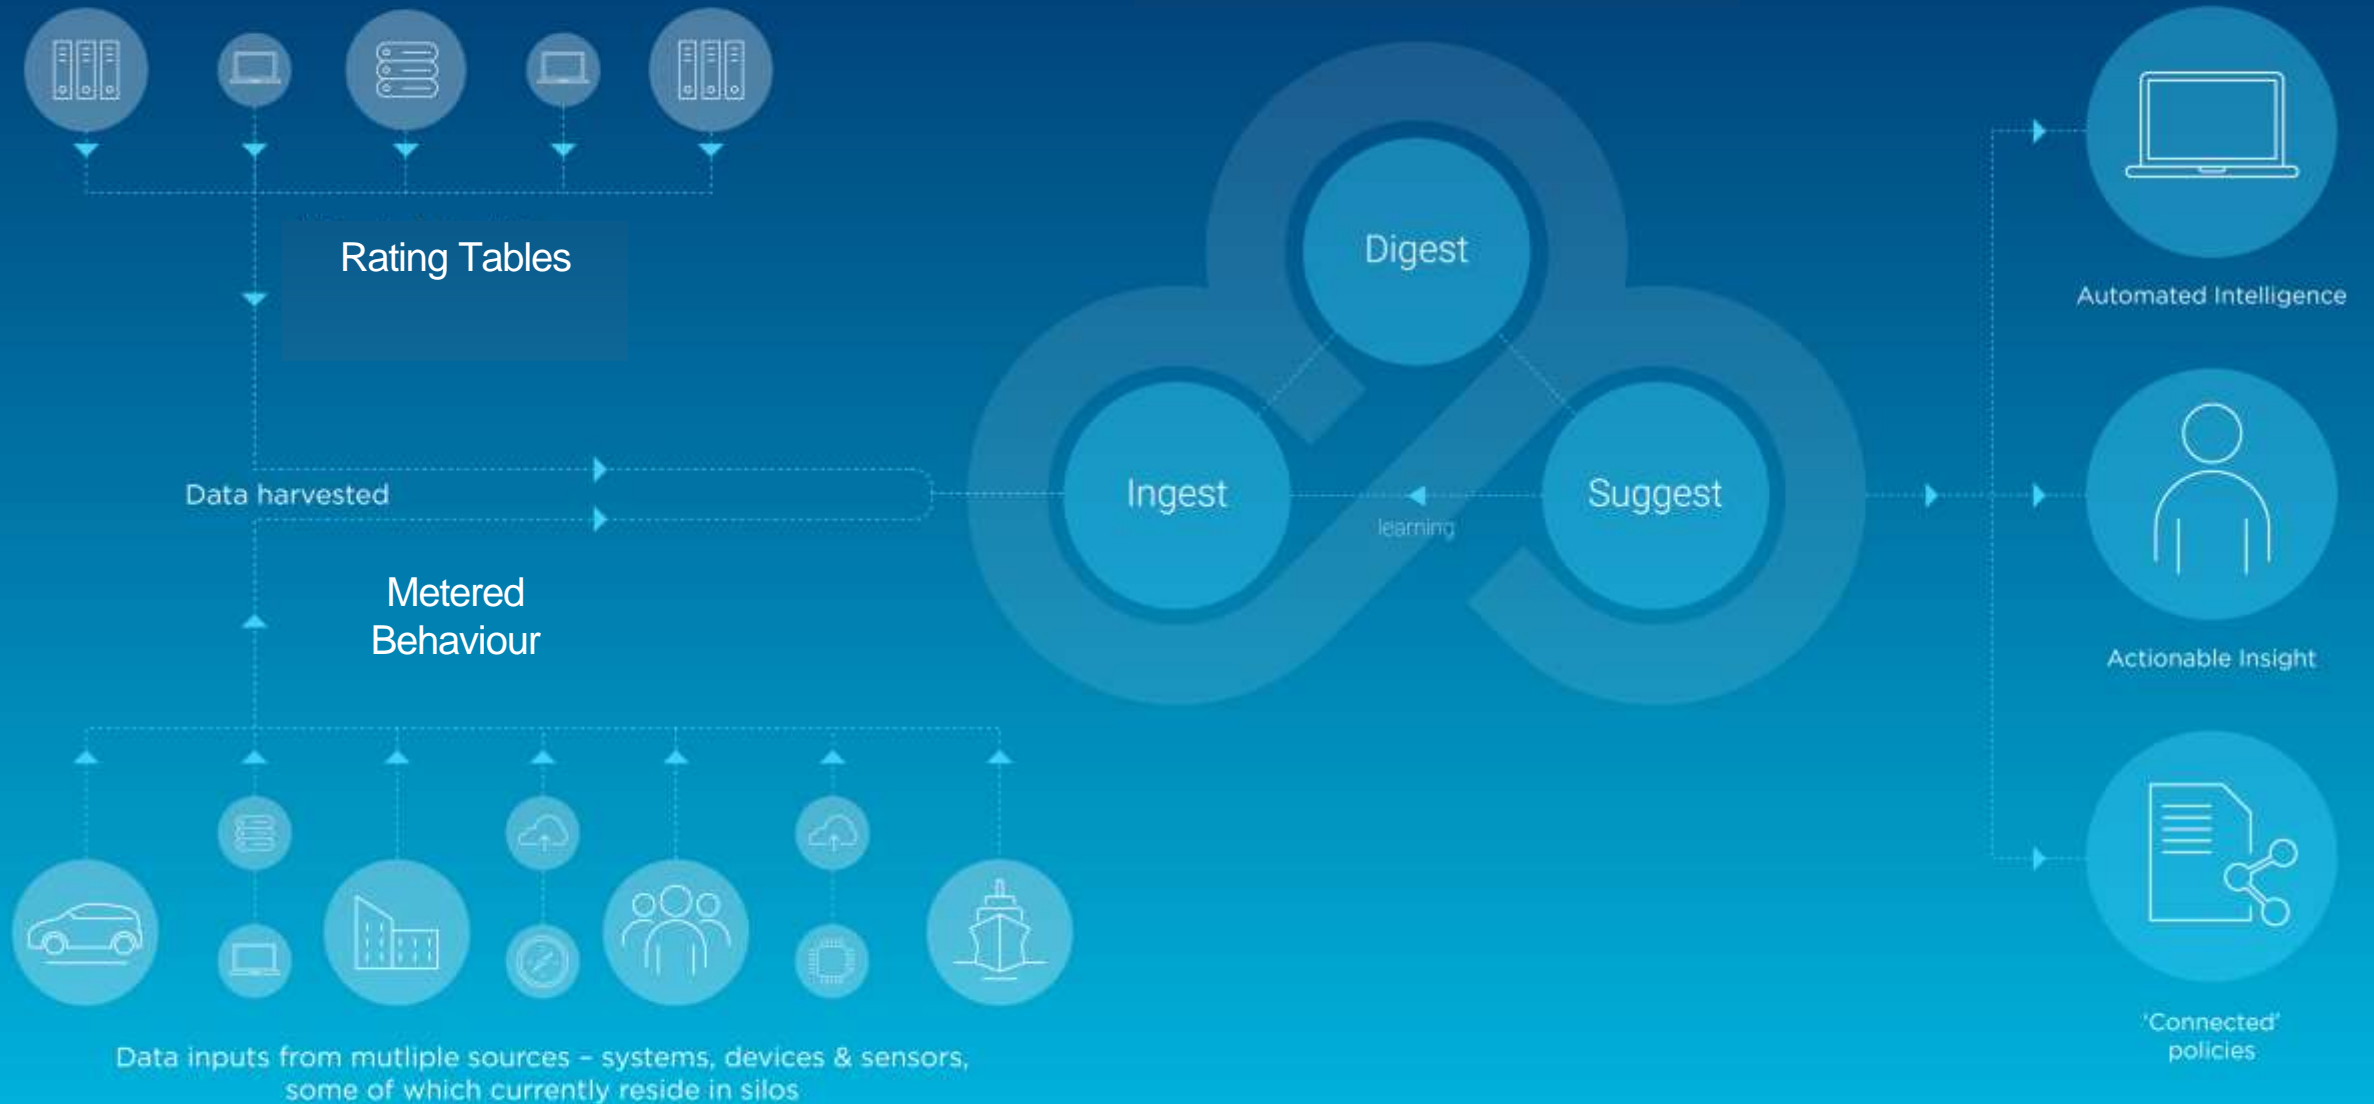 Rating Tables
Digest
Automated Intelligence
Data harvested
Ingest
learning
Suggest
Metered
Behaviour
Actionable Insight
'Connected'
policies
Data inputs from mutliple sources – systems, devices & sensors,
some of which currently reside in silos